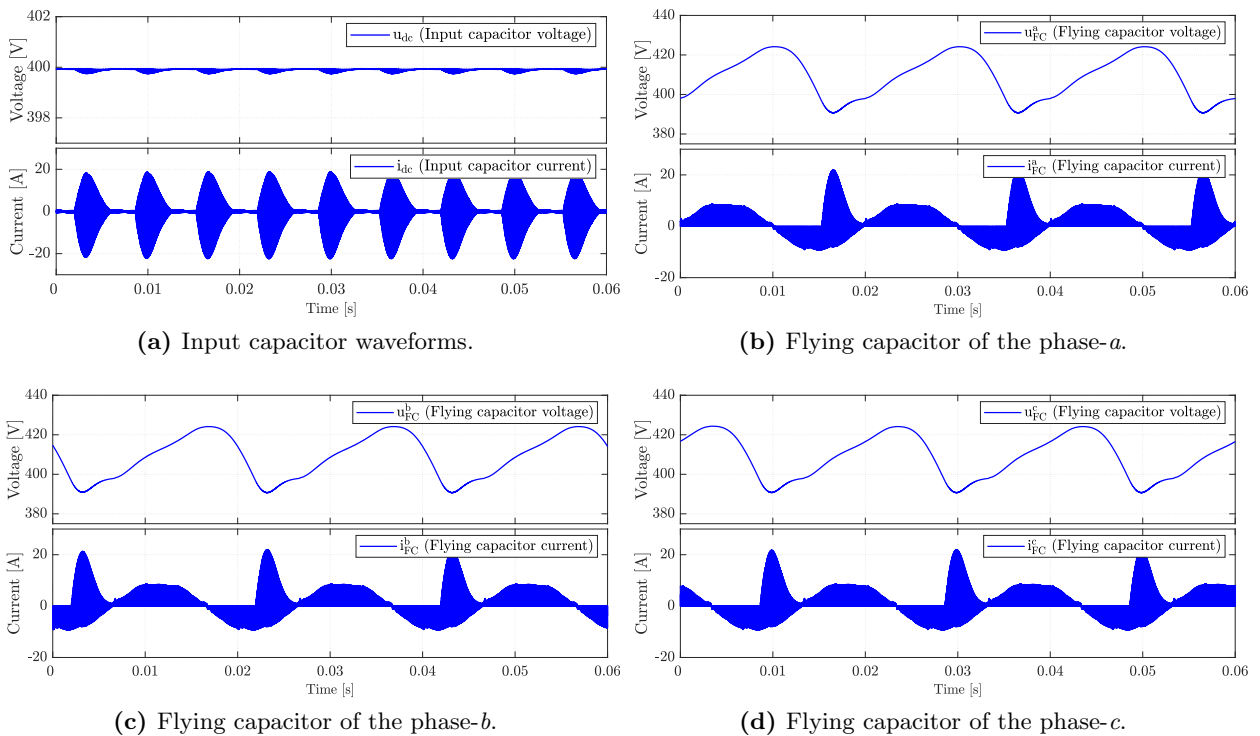 402
u_dc (Input capacitor voltage)
Voltage [V]
400
398
20
i_dc (Input capacitor current)
Current [A]
0
-20
0 0.01 0.02 0.03 0.04 0.05 0.06
Time [s]
(a) Input capacitor waveforms.
440
u^a_FC (Flying capacitor voltage)
Voltage [V]
420
400
380
i^a_FC (Flying capacitor current)
Current [A]
20
0
-20
0 0.01 0.02 0.03 0.04 0.05 0.06
Time [s]
(b) Flying capacitor of the phase-a.
440
u^b_FC (Flying capacitor voltage)
Voltage [V]
420
400
380
i^b_FC (Flying capacitor current)
Current [A]
20
0
-20
0 0.01 0.02 0.03 0.04 0.05 0.06
Time [s]
(c) Flying capacitor of the phase-b.
440
u^c_FC (Flying capacitor voltage)
Voltage [V]
420
400
380
i^c_FC (Flying capacitor current)
Current [A]
20
0
-20
0 0.01 0.02 0.03 0.04 0.05 0.06
Time [s]
(d) Flying capacitor of the phase-c.